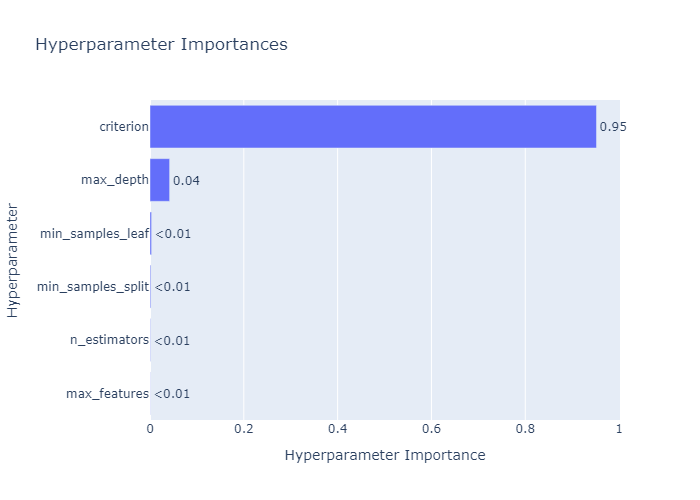 Hyperparameter Importances
Hyperparameter
criterion 0.95
max_depth 0.04
min_samples_leaf <0.01
min_samples_split <0.01
n_estimators <0.01
max_features <0.01
0 0.2 0.4 0.6 0.8 1
Hyperparameter Importance